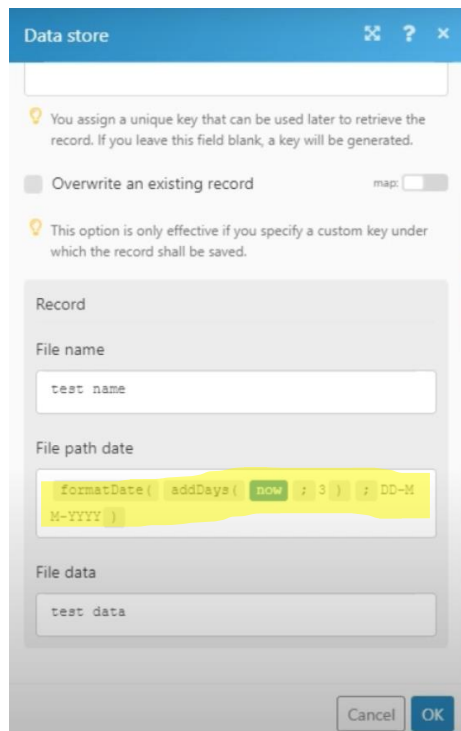 Data store ? ×
You assign a unique key that can be used later to retrieve the
record. If you leave this field blank, a key will be generated.
Overwrite an existing record map:
This option is only effective if you specify a custom key under
which the record shall be saved.
Record
File name
test name
File path date
formatDate( addDays( now ; 3 ) ; DD-M
M-YYYY )
File data
test data
Cancel OK